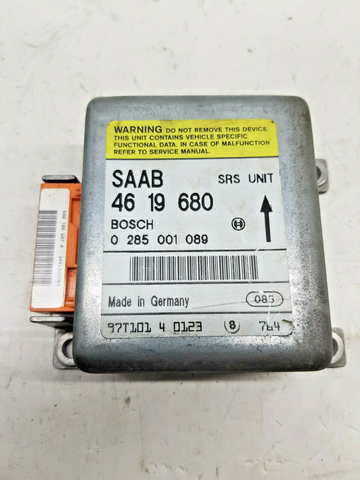 WARNING DO NOT REMOVE THIS DEVICE
THIS UNIT CONTAINS VEHICLE SPECIFIC
FUNCTIONAL DATA. IN CASE OF MALFUNCTION
REFER TO SERVICE MANUAL.
SAAB SRS UNIT
46 19 680
BOSCH
0 285 001 089
Made in Germany 085
97T101 4 0123 8 764